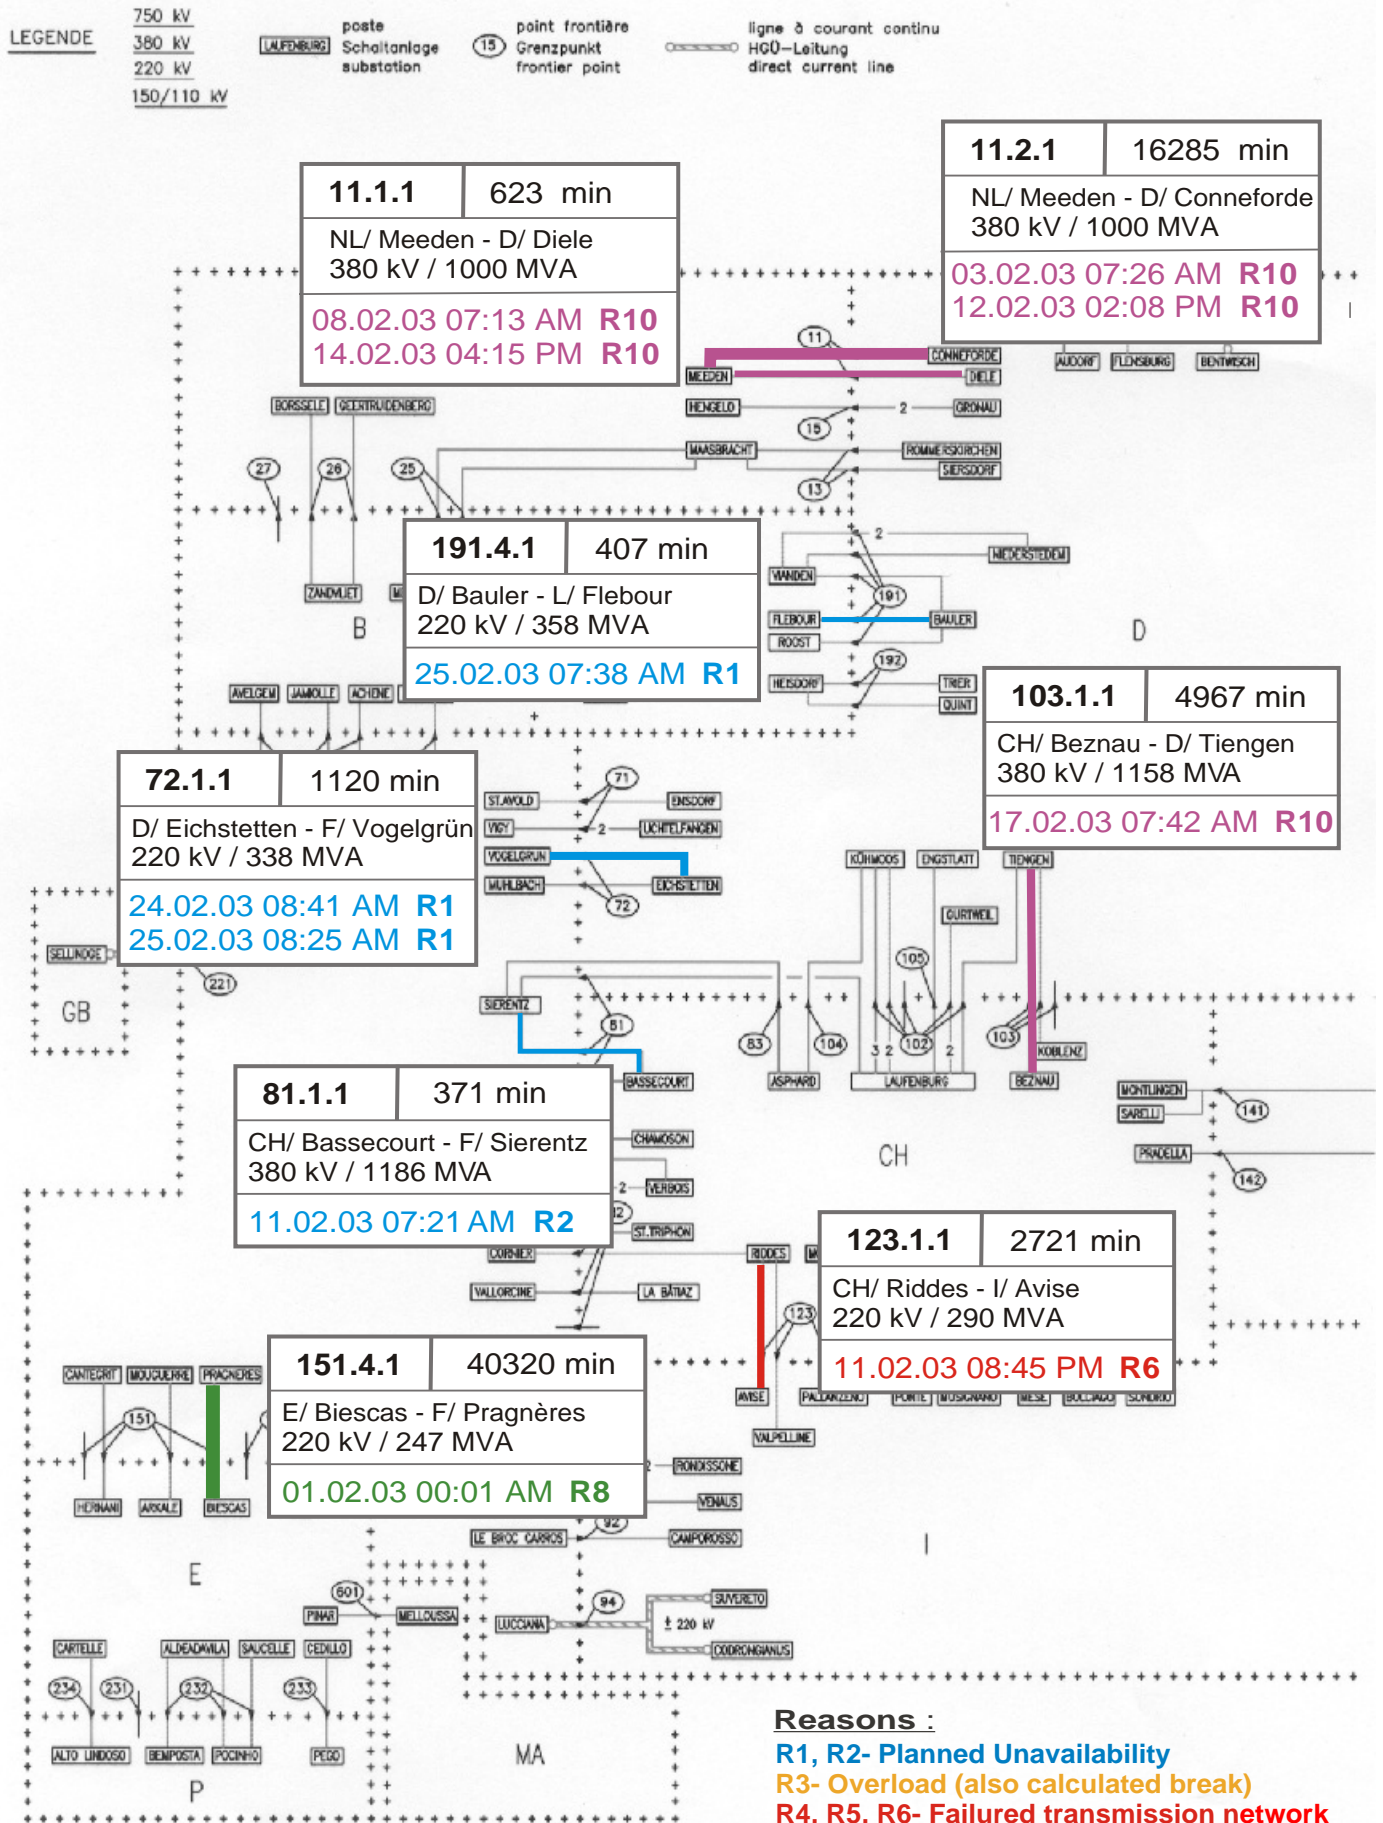 LEGENDE
750 kV
380 kV
220 kV
150/110 kV
LAUFENBURG
poste
Schaltanlage
substation
15
point frontière
Grenzpunkt
frontier point
ligne à courant continu
HGÜ-Leitung
direct current line
11.1.1 623 min
NL/ Meeden - D/ Diele
380 kV / 1000 MVA
08.02.03 07:13 AM R10
14.02.03 04:15 PM R10
11.2.1 16285 min
NL/ Meeden - D/ Conneforde
380 kV / 1000 MVA
03.02.03 07:26 AM R10
12.02.03 02:08 PM R10
11
CONNEFORDE
MEEDEN
DIELE
AUDORF FLENSBURG BENTWISCH
BORSSELE GEERTRUIDENBERG
HENGELO 2 GRONAU
15
MAASBRACHT ROMMERSKIRCHEN
SIERSDORF
27 26 25 13
191.4.1 407 min
D/ Bauler - L/ Flebour
220 kV / 358 MVA
25.02.03 07:38 AM R1
2
NIEDERSTEDEM
VIANDEN
191
ZANDVLIET
B
FLEBOUR BAULER
ROOST
D
192
HEISDORF TRIER
QUINT
AVELGEM JAMIOLLE ACHENE
103.1.1 4967 min
CH/ Beznau - D/ Tiengen
380 kV / 1158 MVA
17.02.03 07:42 AM R10
72.1.1 1120 min
D/ Eichstetten - F/ Vogelgrün
220 kV / 338 MVA
24.02.03 08:41 AM R1
25.02.03 08:25 AM R1
71
ST.AVOLD ENSDORF
VIGY 2 UCHTELFANGEN
VOGELGRUN
MUHLBACH EICHSTETTEN
72
KÜHMOOS ENGSTLATT TIENGEN
GURTWEIL
SELLINDGE
221
GB
105
SIERENTZ
81 83 104 3 2 102 2 103
KOBLENZ
BASSECOURT ASPHARD LAUFENBURG BEZNAU
MONTLINGEN
SARELLI
141
PRADELLA
142
81.1.1 371 min
CH/ Bassecourt - F/ Sierentz
380 kV / 1186 MVA
11.02.03 07:21 AM R2
CHAMOSON
2 VERBOIS
CH
ST.TRIPHON
CORNIER RIDDES
VALLORCINE LA BÂTIAZ
123
123.1.1 2721 min
CH/ Riddes - I/ Avise
220 kV / 290 MVA
11.02.03 08:45 PM R6
151.4.1 40320 min
E/ Biescas - F/ Pragnères
220 kV / 247 MVA
01.02.03 00:01 AM R8
CANTEGRIT MOUGUERRE PRAGNERES
151
AVISE PALLANZENO PONTE MUSIGNANO MESE BULCIAGO SONDRIO
VALPELLINE
HERNANI ARKALE BIESCAS
RONDISSONE
VENAUS
92
LE BROC CARROS CAMPOROSSO
E
I
601
PINAR MELLOUSSA
94
LUCCIANA
SUVERETO
± 220 kV
CODRONGIANUS
CARTELLE ALDEADAVILA SAUCELLE CEDILLO
234 231 232 233
ALTO LINDOSO BEMPOSTA POCINHO PEGO
P
MA
Reasons :
R1, R2- Planned Unavailability
R3- Overload (also calculated break)
R4, R5, R6- Failured transmission network